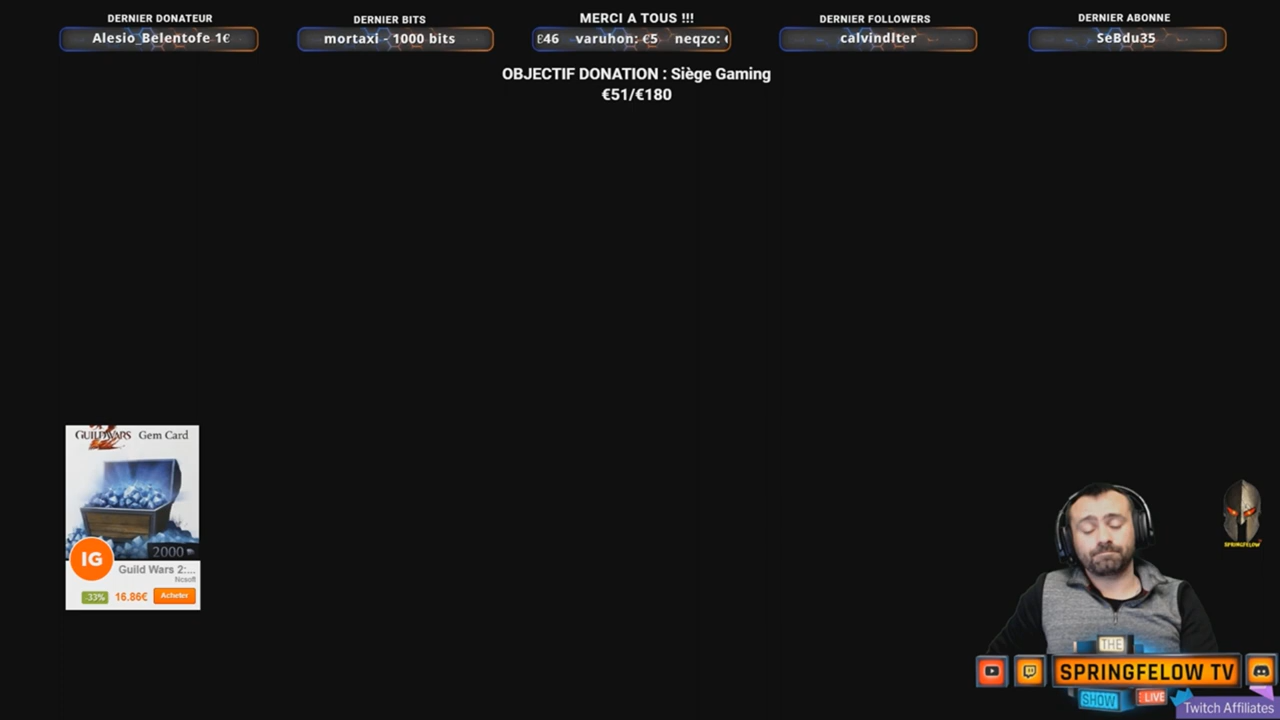 DERNIER DONATEUR
Alesio_Belentofe 1€
DERNIER BITS
mortaxi - 1000 bits
MERCI A TOUS !!!
€46 varuhon: €5 neqzo:
DERNIER FOLLOWERS
calvindlter
DERNIER ABONNE
SeBdu35
OBJECTIF DONATION : Siège Gaming
€51/€180
GUILD WARS 2 Gem Card
2000
IG
Guild Wars 2:...
Ncsoft
-33% 16.86€ Acheter
SPRINGFELOW
THE
SPRINGFELOW TV
SHOW LIVE
Twitch Affiliates